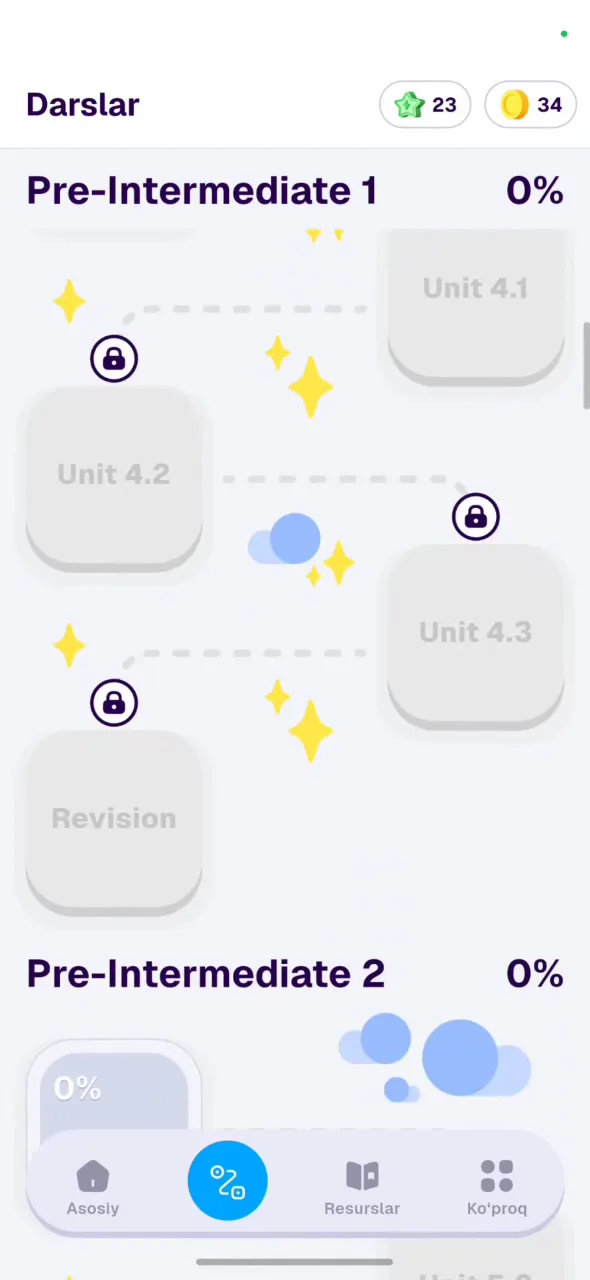 Darslar
23
34
Pre-Intermediate 1
0%
Unit 4.1
Unit 4.2
Unit 4.3
Revision
Pre-Intermediate 2
0%
0%
Asosiy
Resurslar
Ko‘proq